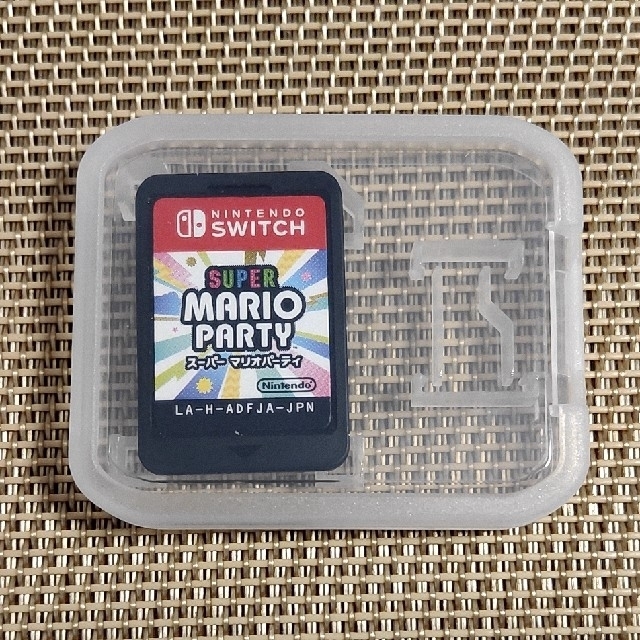 NINTENDO
SWITCH
SUPER
MARIO
PARTY
スーパー マリオパーティ
Nintendo
LA-H-ADFJA-JPN